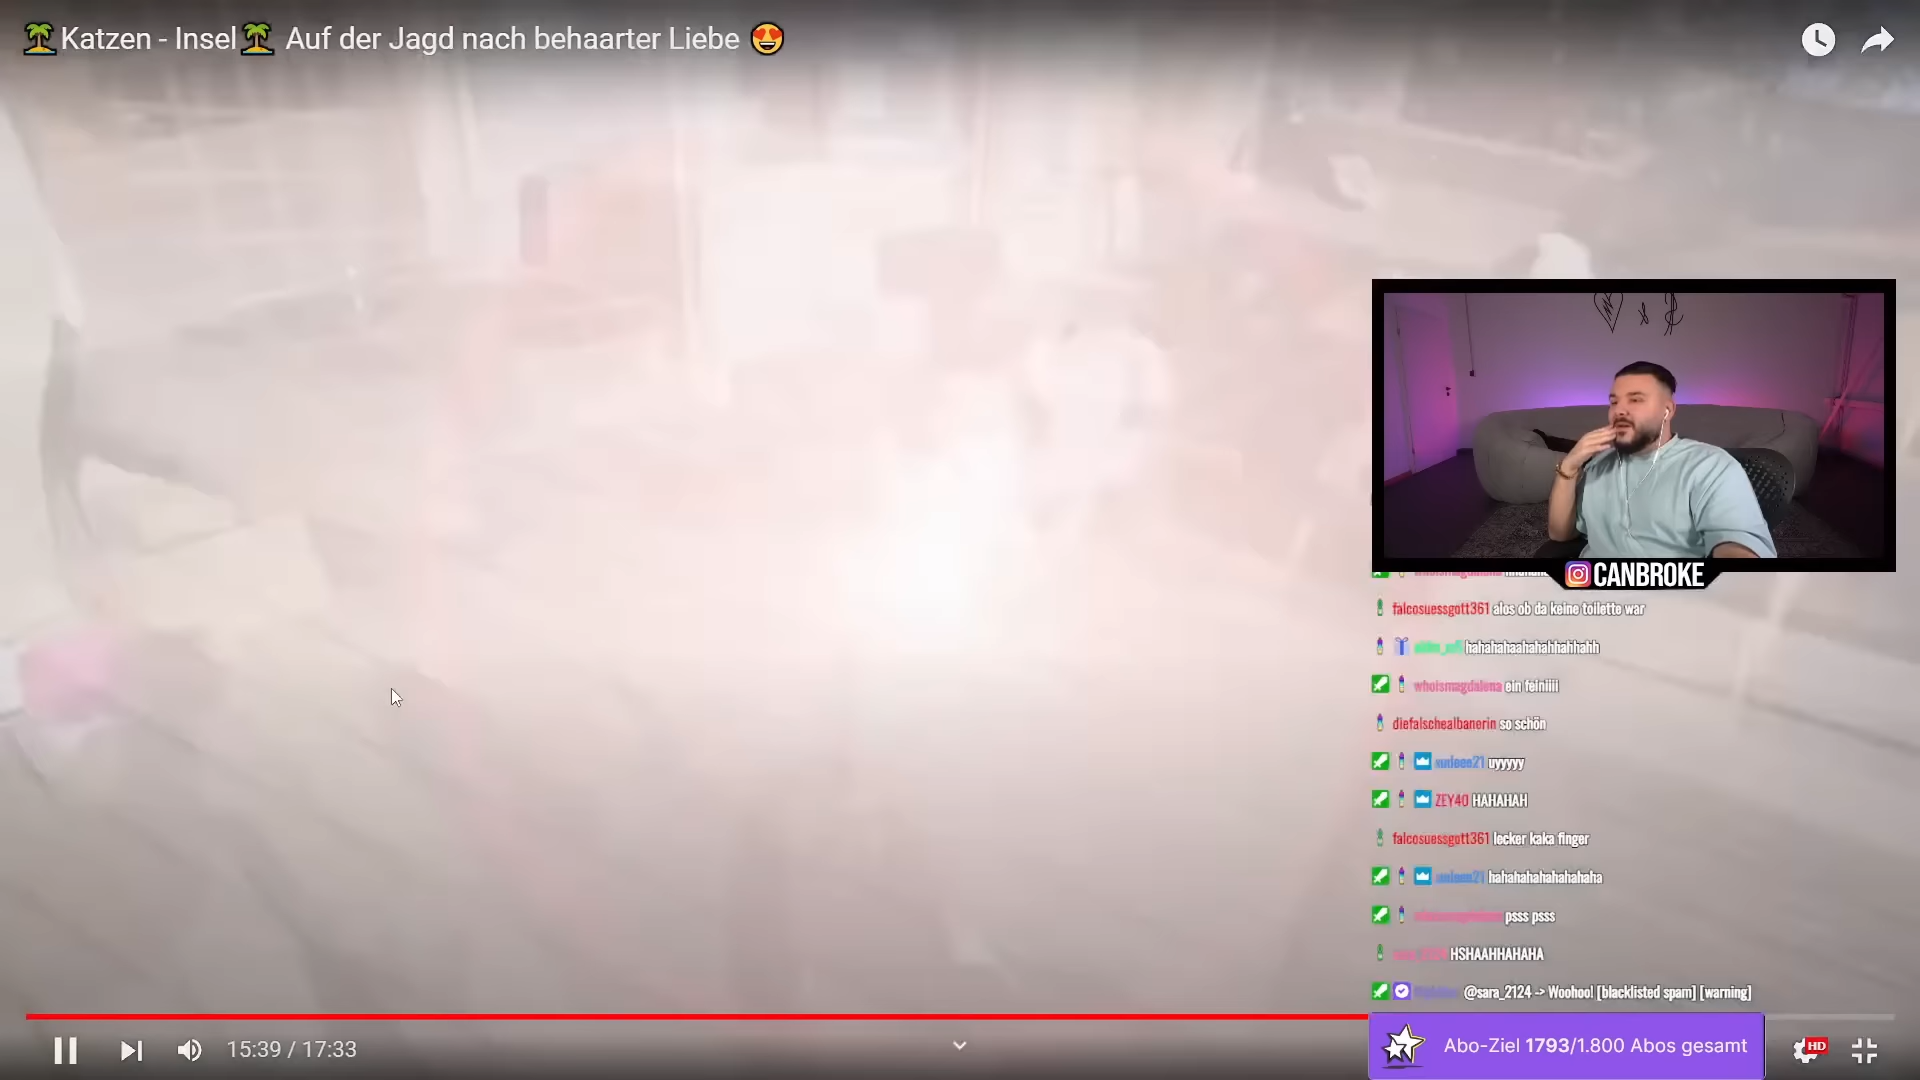 🌴Katzen - Insel🌴 Auf der Jagd nach behaarter Liebe 😍
CANBROKE
falcosuessgott361 alos ob da keine toilette war
hahahahaahahahhahhahh
whoismagdalena ein feiniiii
diefalschealbanerin so schön
uyyyyy
ZEY40 HAHAHAH
falcosuessgott361 lecker kaka finger
hahahahahahahaha
psss psss
HSHAAHHAHAHA
@sara_2124 -> Woohoo! [blacklisted spam] [warning]
15:39 / 17:33
Abo-Ziel 1793/1.800 Abos gesamt
HD